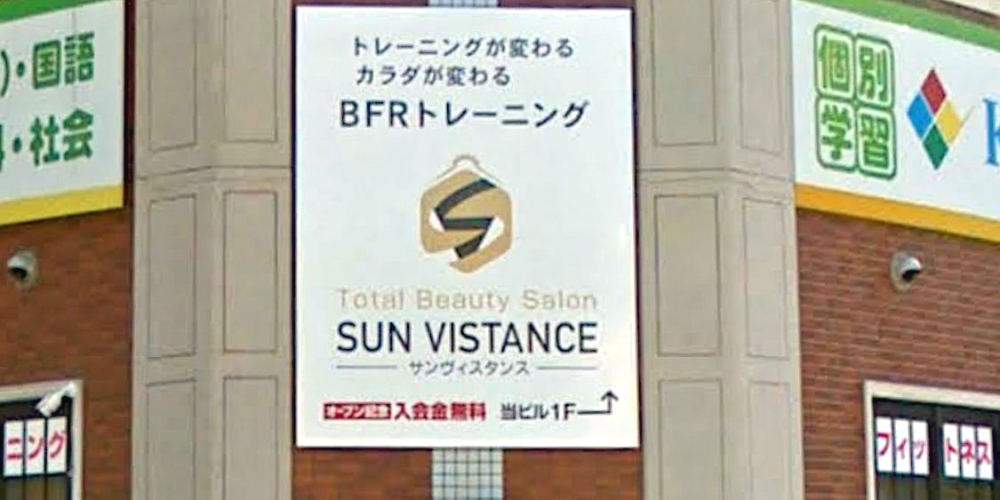 )・国語
・社会
トレーニングが変わる
カラダが変わる
BFRトレーニング
Total Beauty Salon
SUN VISTANCE
サンヴィスタンス
オープン記念 入会金無料 当ビル1F
個別
学習
ニング
フィットネス